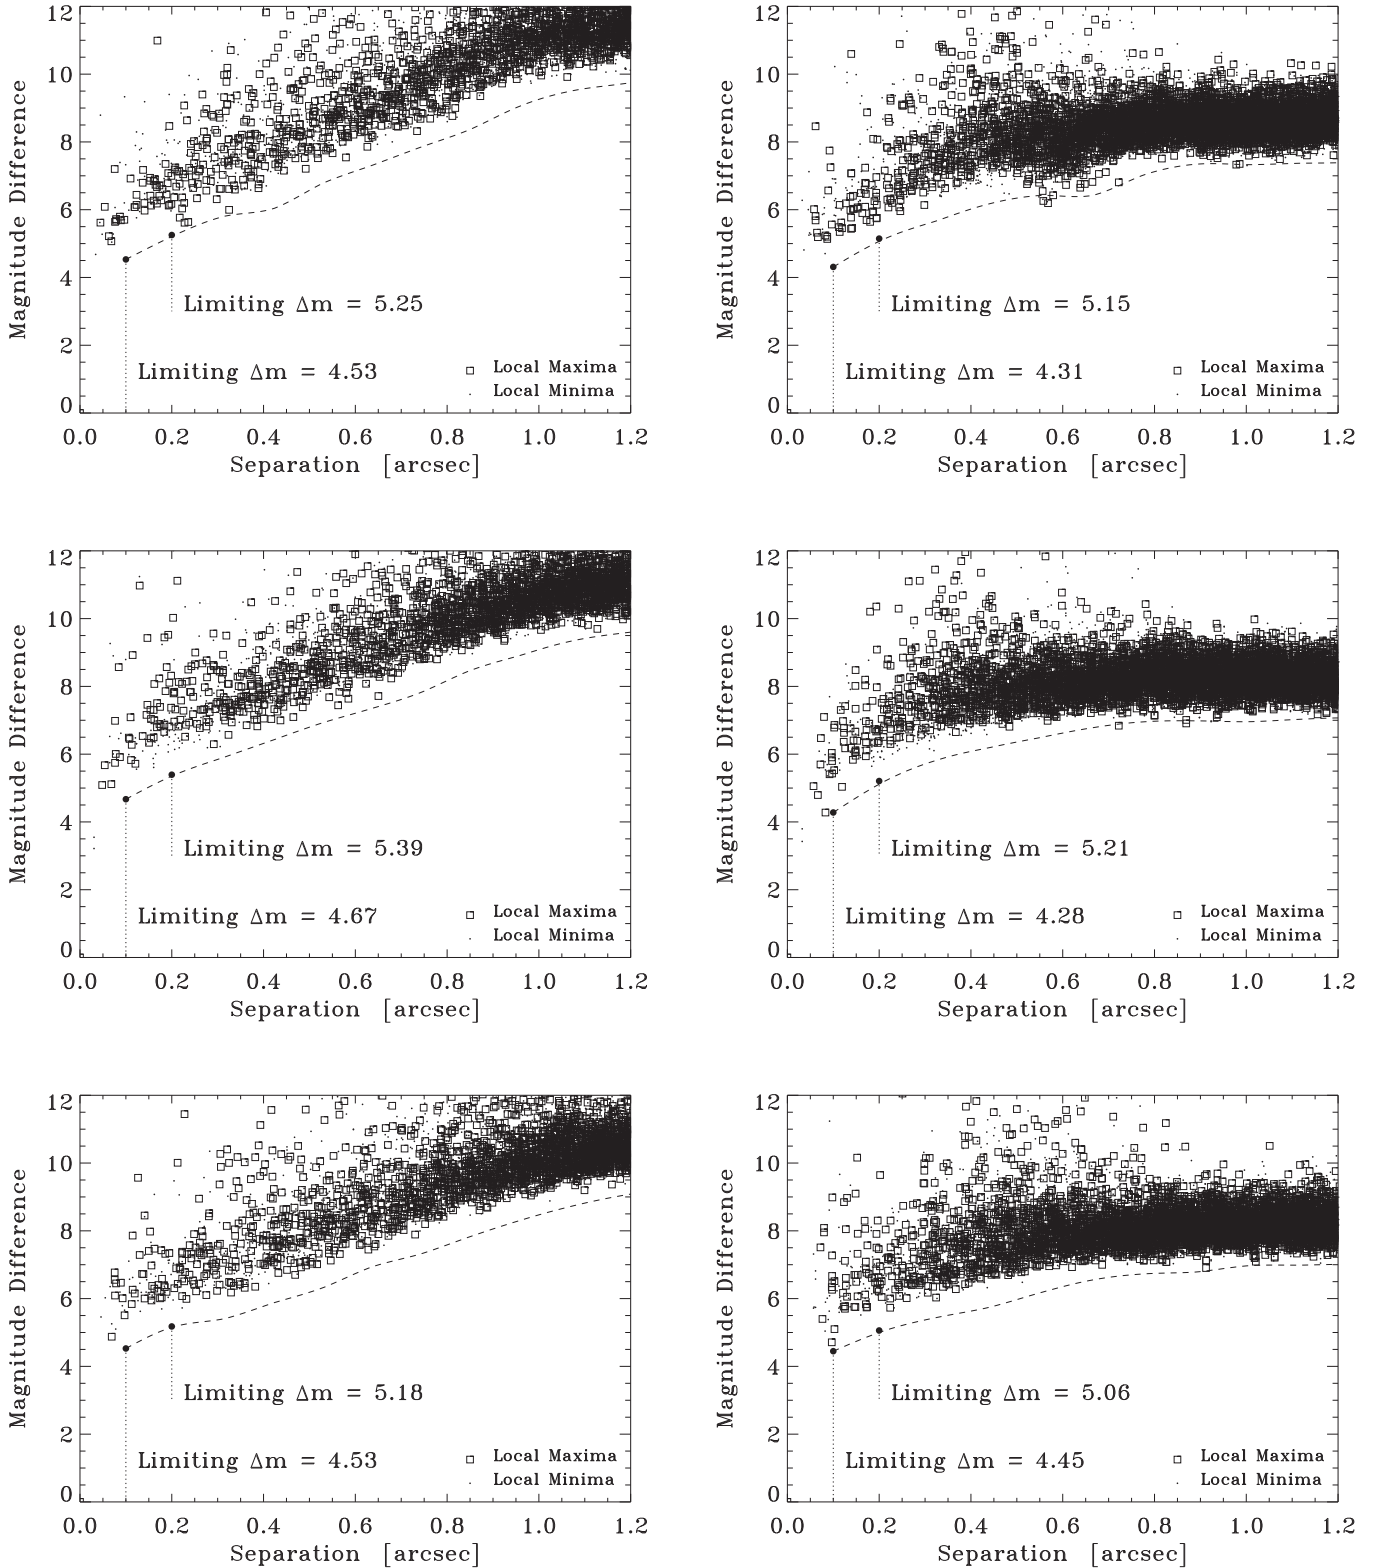 12 12
10 10
8 8
6 6
4 4
2 2
0 0
Magnitude Difference Magnitude Difference
Limiting Δm = 5.25 Limiting Δm = 5.15
Limiting Δm = 4.53 Limiting Δm = 4.31
Local Maxima Local Maxima
Local Minima Local Minima
0.0 0.2 0.4 0.6 0.8 1.0 1.2 0.0 0.2 0.4 0.6 0.8 1.0 1.2
Separation [arcsec] Separation [arcsec]
12 12
10 10
8 8
6 6
4 4
2 2
0 0
Magnitude Difference Magnitude Difference
Limiting Δm = 5.39 Limiting Δm = 5.21
Limiting Δm = 4.67 Limiting Δm = 4.28
Local Maxima Local Maxima
Local Minima Local Minima
0.0 0.2 0.4 0.6 0.8 1.0 1.2 0.0 0.2 0.4 0.6 0.8 1.0 1.2
Separation [arcsec] Separation [arcsec]
12 12
10 10
8 8
6 6
4 4
2 2
0 0
Magnitude Difference Magnitude Difference
Limiting Δm = 5.18 Limiting Δm = 5.06
Limiting Δm = 4.53 Limiting Δm = 4.45
Local Maxima Local Maxima
Local Minima Local Minima
0.0 0.2 0.4 0.6 0.8 1.0 1.2 0.0 0.2 0.4 0.6 0.8 1.0 1.2
Separation [arcsec] Separation [arcsec]